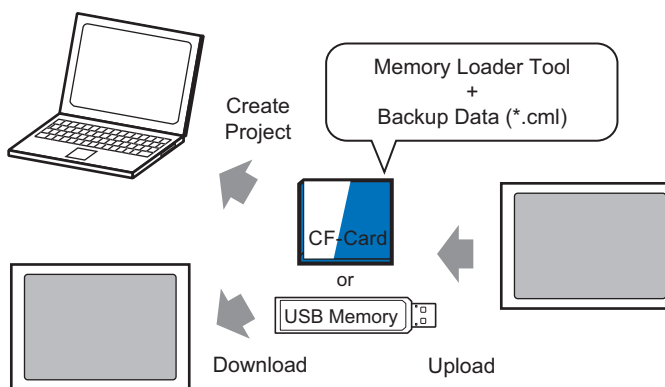 Memory Loader Tool
+
Backup Data (*.cml)
Create
Project
CF-Card
or
USB Memory
Download
Upload